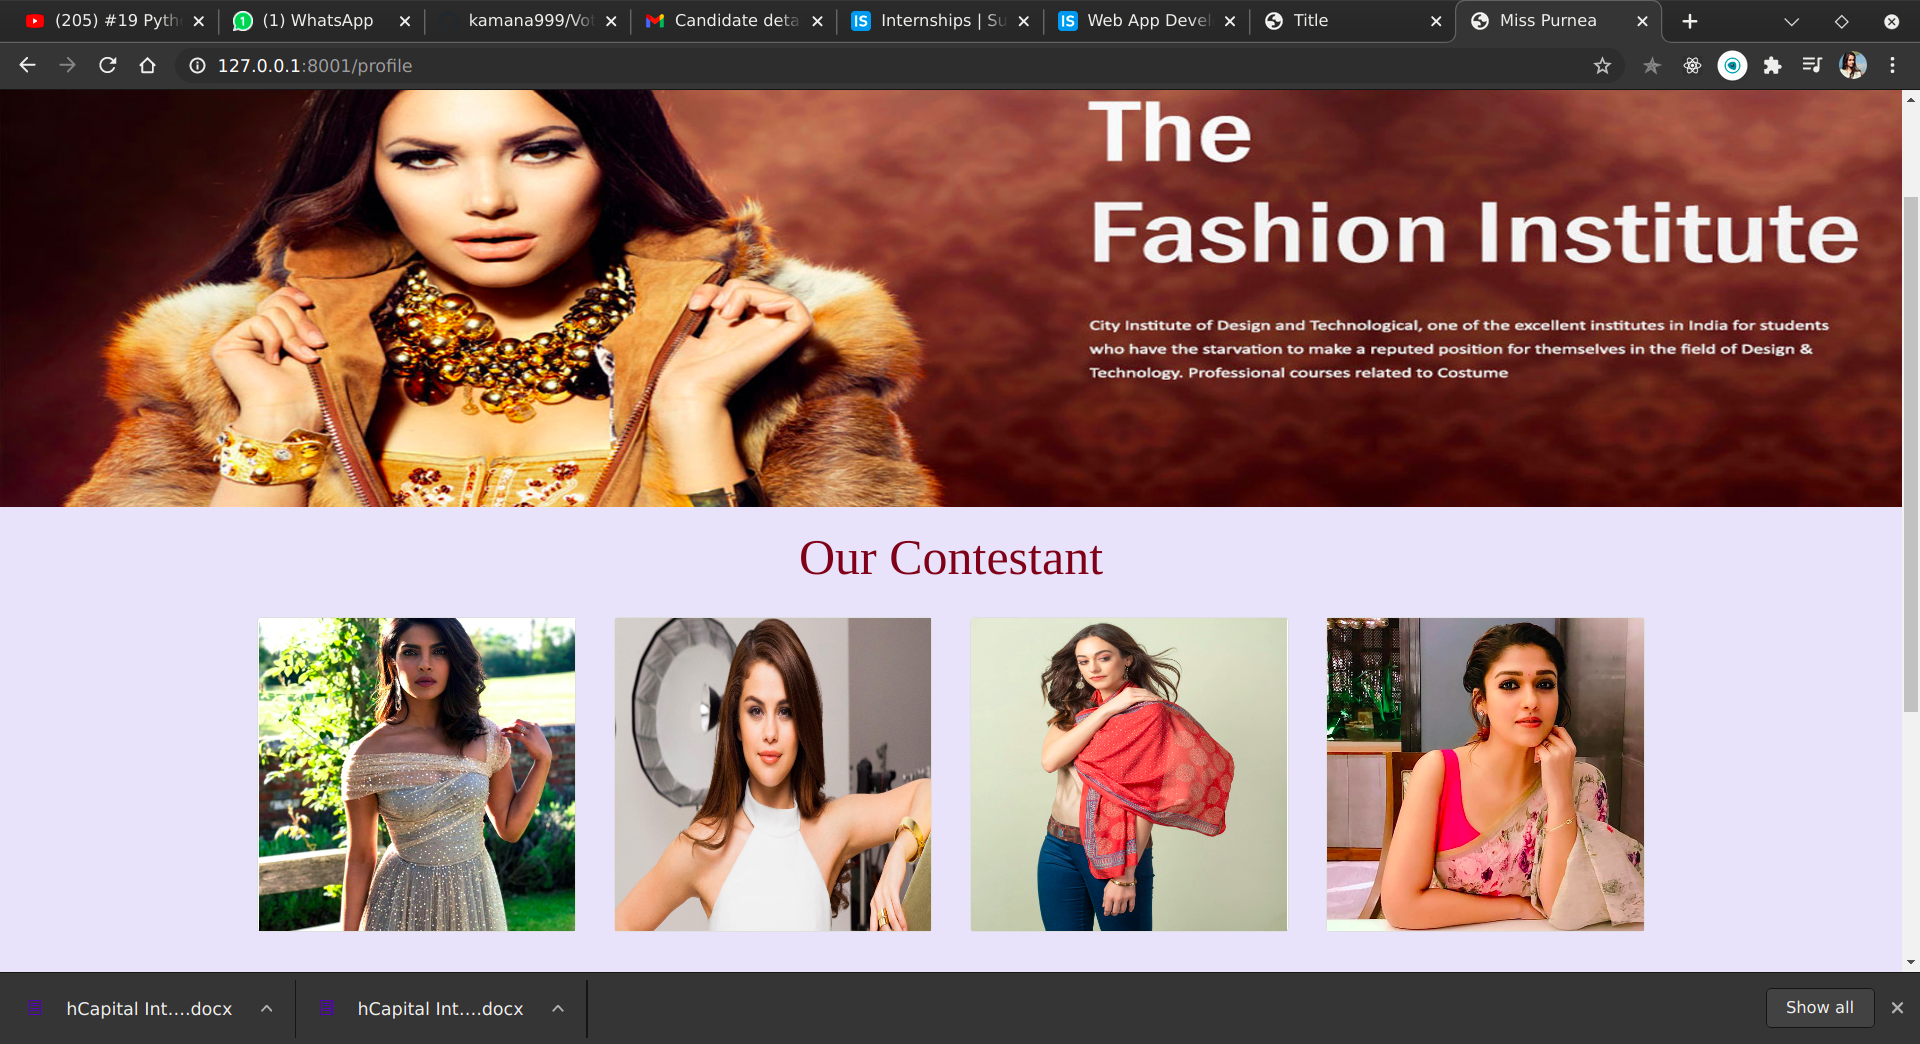 (205) #19 Pyth
(1) WhatsApp
kamana999/Vot
Candidate deta
Internships | Su
Web App Devel
Title
Miss Purnea
127.0.0.1:8001/profile
The
Fashion Institute
City Institute of Design and Technological, one of the excellent institutes in India for students
who have the starvation to make a reputed position for themselves in the field of Design &
Technology. Professional courses related to Costume
Our Contestant
hCapital Int....docx
hCapital Int....docx
Show all